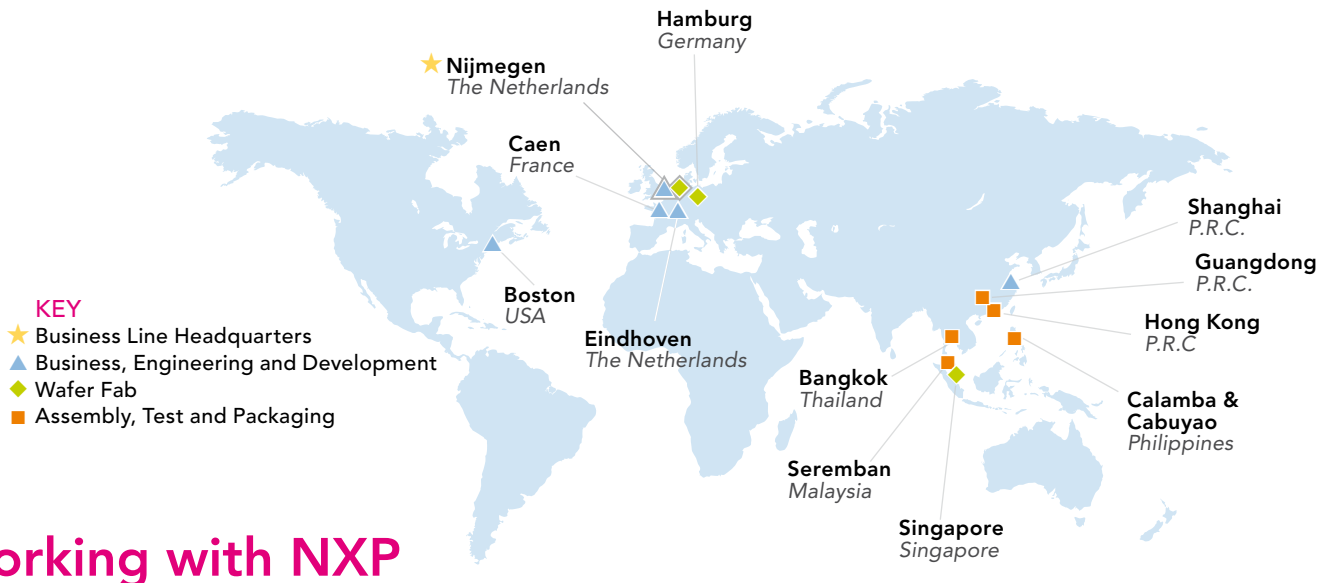 Hamburg
Germany
Nijmegen
The Netherlands
Caen
France
Shanghai
P.R.C.
Guangdong
P.R.C.
Boston
USA
Hong Kong
P.R.C
Eindhoven
The Netherlands
Bangkok
Thailand
Calamba &
Cabuyao
Philippines
Seremban
Malaysia
Singapore
Singapore
KEY
Business Line Headquarters
Business, Engineering and Development
Wafer Fab
Assembly, Test and Packaging
orking with NXP